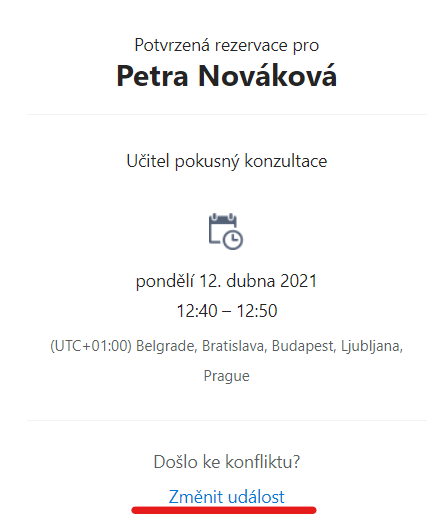 Potvrzená rezervace pro
Petra Nováková
Učitel pokusný konzultace
pondělí 12. dubna 2021
12:40 – 12:50
(UTC+01:00) Belgrade, Bratislava, Budapest, Ljubljana,
Prague
Došlo ke konfliktu?
Změnit událost